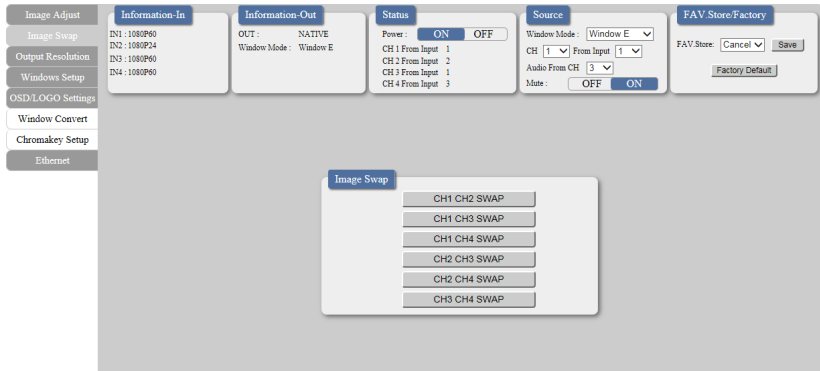 Image Adjust
Image Swap
Output Resolution
Windows Setup
OSD/LOGO Settings
Window Convert
Chromakey Setup
Ethernet
Information-In
IN1 : 1080P60
IN2 : 1080P24
IN3 : 1080P60
IN4 : 1080P60
Information-Out
OUT : NATIVE
Window Mode : Window E
Status
Power : ON OFF
CH 1 From Input 1
CH 2 From Input 2
CH 3 From Input 1
CH 4 From Input 3
Source
Window Mode : Window E
CH 1 From Input 1
Audio From CH 3
Mute : OFF ON
FAV.Store/Factory
FAV.Store: Cancel Save
Factory Default
Image Swap
CH1 CH2 SWAP
CH1 CH3 SWAP
CH1 CH4 SWAP
CH2 CH3 SWAP
CH2 CH4 SWAP
CH3 CH4 SWAP